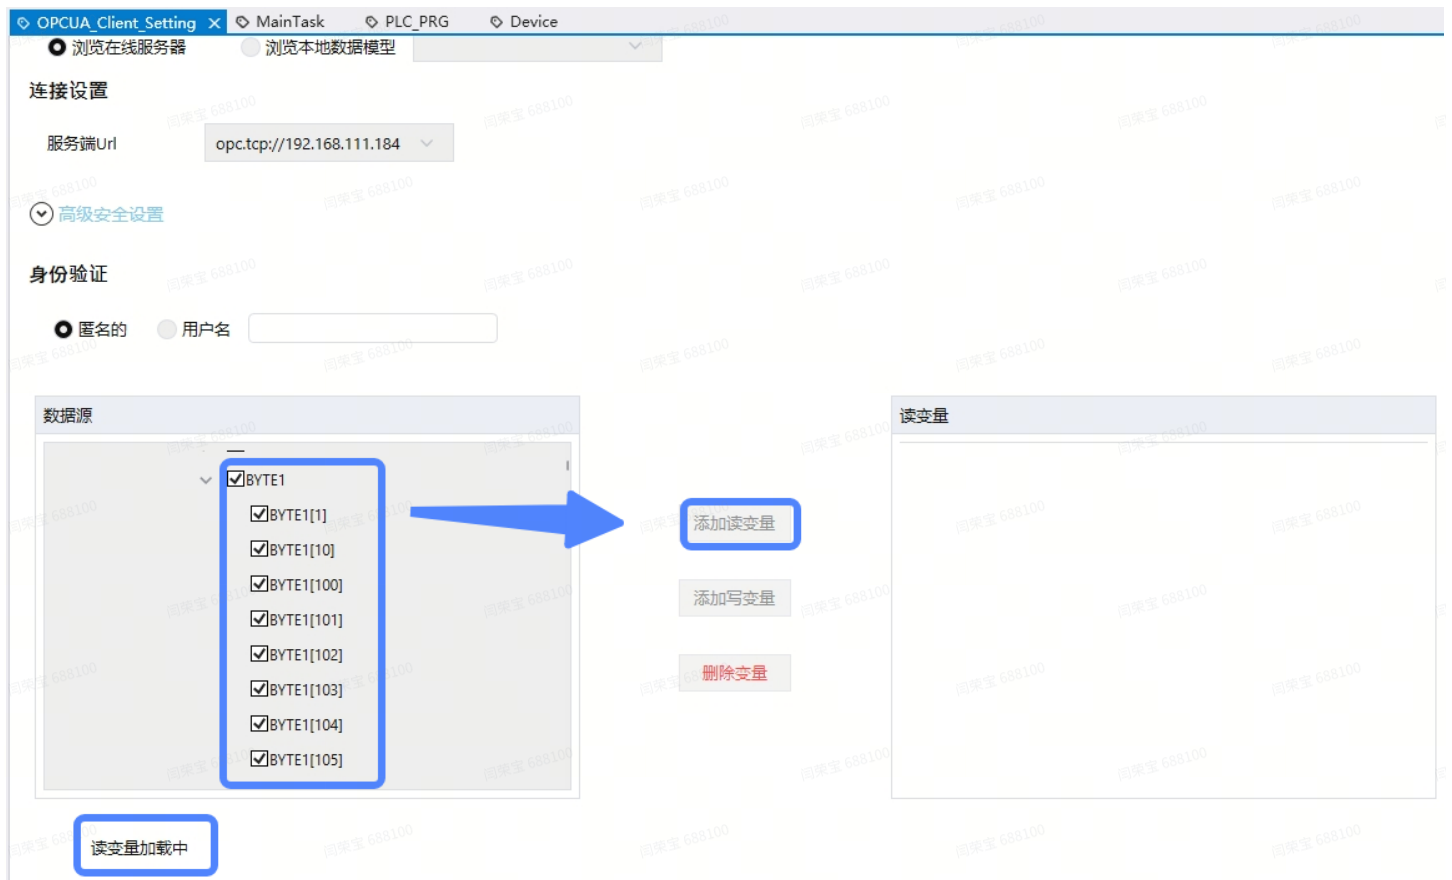 OPCUA_Client_Setting MainTask PLC_PRG Device
浏览在线服务器 浏览本地数据模型
连接设置
服务端Url opc.tcp://192.168.111.184
高级安全设置
身份验证
匿名的 用户名
数据源 读变量
BYTE1
BYTE1[1]
添加读变量
BYTE1[10]
BYTE1[100]
添加写变量
BYTE1[101]
BYTE1[102]
删除变量
BYTE1[103]
BYTE1[104]
BYTE1[105]
读变量加载中
闫荣宝 688100